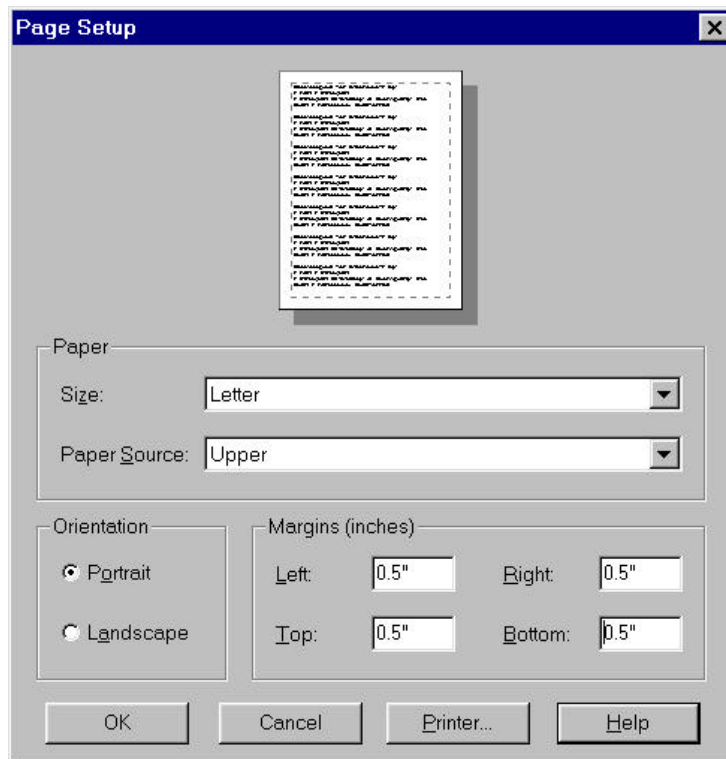 Page Setup
Paper
Size: Letter
Paper Source: Upper
Orientation
Portrait
Landscape
Margins (inches)
Left: 0.5" Right: 0.5"
Top: 0.5" Bottom: 0.5"
OK Cancel Printer... Help